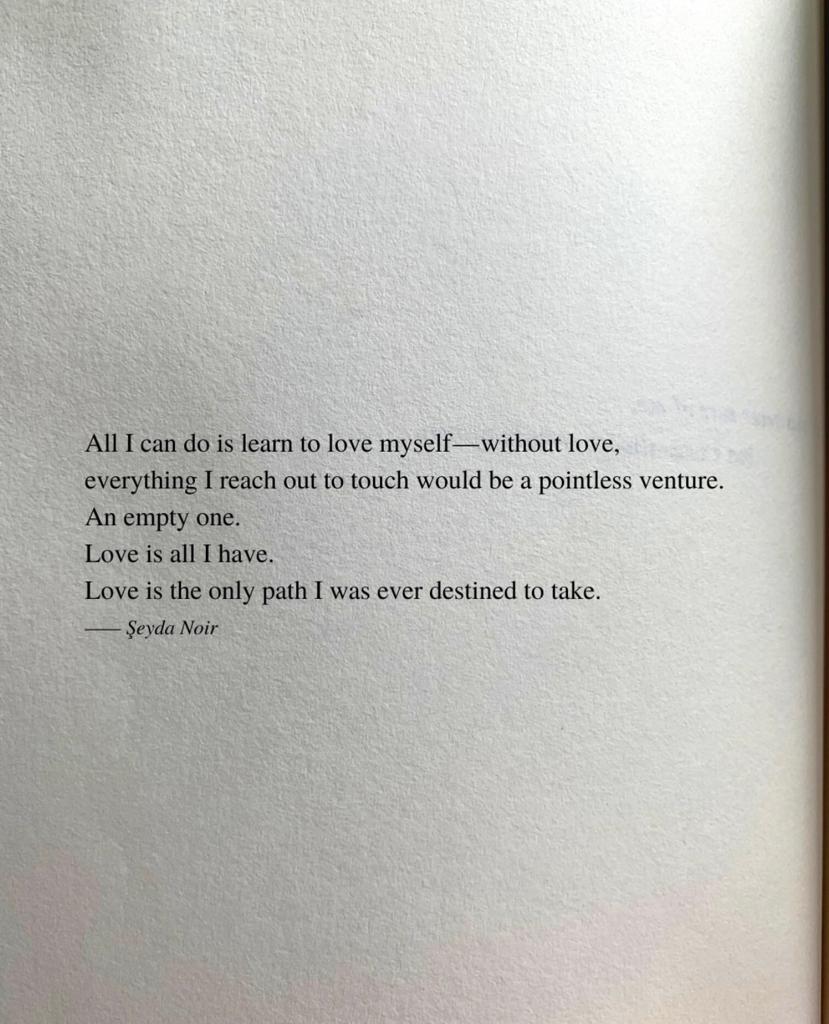 All I can do is learn to love myself—without love,
everything I reach out to touch would be a pointless venture.
An empty one.
Love is all I have.
Love is the only path I was ever destined to take.
—— Şeyda Noir